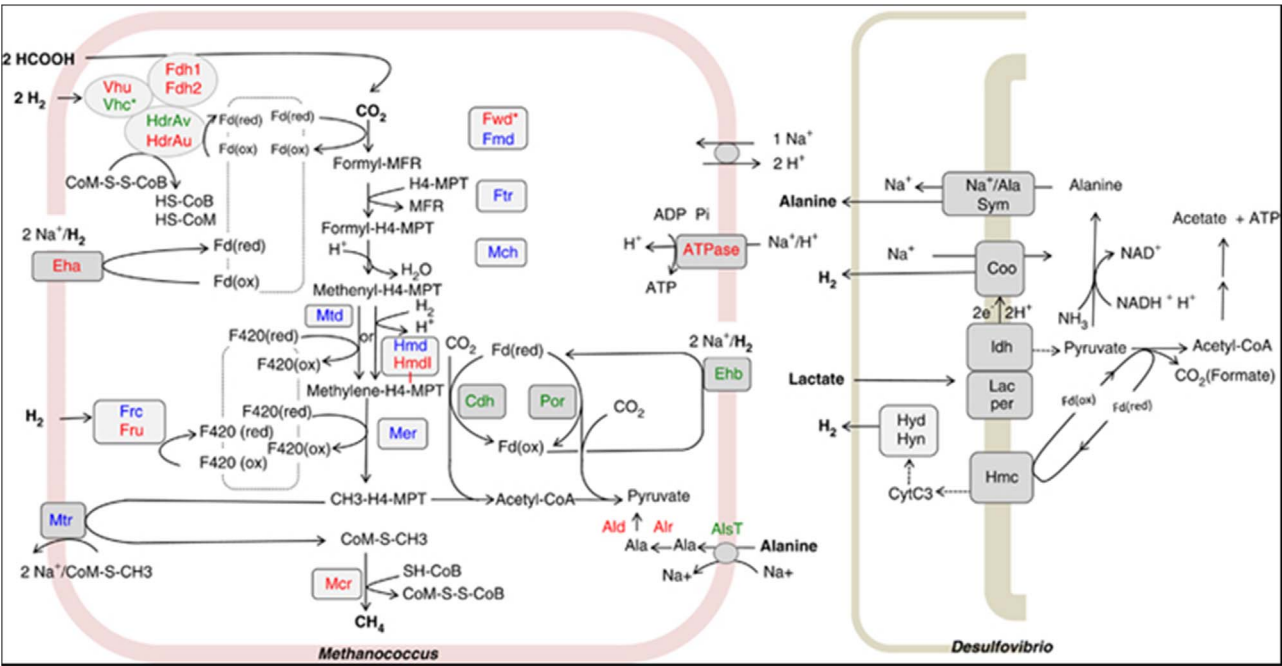 2 HCOOH
Fdh1
Fdh2
Vhu
Vhc*
2 H2
HdrAv
HdrAu
Fd(red)
Fd(red)
Fd(ox)
Fd(ox)
CO2
Fwd*
Fmd
Formyl-MFR
CoM-S-S-CoB
HS-CoB
HS-CoM
H4-MPT
MFR
Ftr
Formyl-H4-MPT
2 Na+/H2
Eha
Fd(red)
Fd(ox)
H+
H2O
Mch
Methenyl-H4-MPT
Mtd
or
H2
H+
Hmd
HmdII
F420(red)
F420(ox)
Methylene-H4-MPT
H2
Frc
Fru
F420(red)
F420 (red)
F420(ox)
F420 (ox)
Mer
CO2
Fd(red)
Cdh
Por
CO2
Fd(ox)
2 Na+/H2
Ehb
Mtr
CH3-H4-MPT
Acetyl-CoA
Pyruvate
2 Na+/CoM-S-CH3
CoM-S-CH3
Ald
Alr
AlsT
Ala
Ala
Alanine
Na+
Na+
Mcr
SH-CoB
CoM-S-S-CoB
CH4
Methanococcus
1 Na+
2 H+
ADP Pi
H+
ATPase
Na+/H+
ATP
Na+
Na+/Ala
Sym
Alanine
Alanine
Na+
Coo
H2
2e- 2H+
NH3
NAD+
NADH + H+
Acetate + ATP
ldh
Pyruvate
Acetyl-CoA
CO2(Formate)
Lactate
Lac
per
Fd(ox)
Fd(red)
H2
Hyd
Hyn
CytC3
Hmc
Desulfovibrio